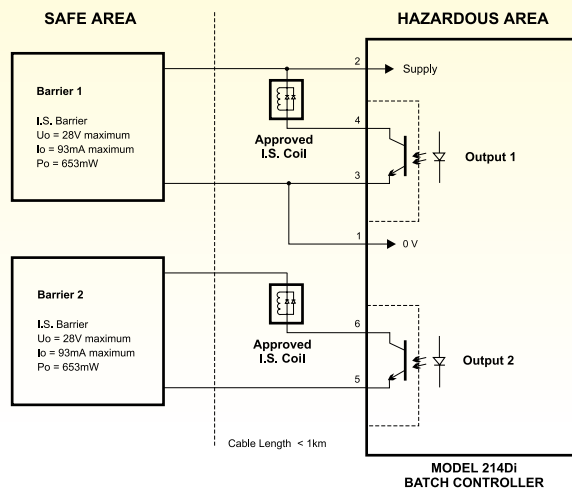 SAFE AREA
HAZARDOUS AREA
Barrier 1
I.S. Barrier
Uo = 28V maximum
Io = 93mA maximum
Po = 653mW
Approved
I.S. Coil
2
Supply
4
Output 1
3
1
0 V
Barrier 2
I.S. Barrier
Uo = 28V maximum
Io = 93mA maximum
Po = 653mW
Approved
I.S. Coil
6
Output 2
5
Cable Length < 1km
MODEL 214Di
BATCH CONTROLLER